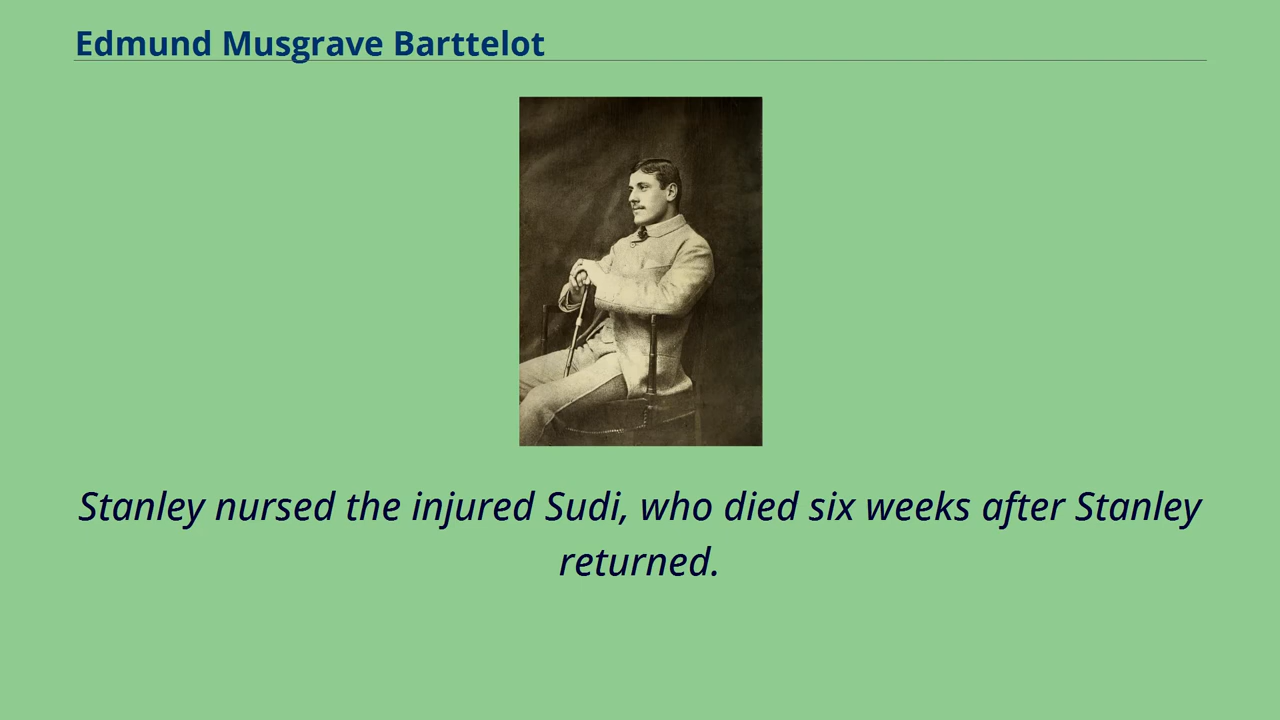 Edmund Musgrave Barttelot
Stanley nursed the injured Sudi, who died six weeks after Stanley
returned.